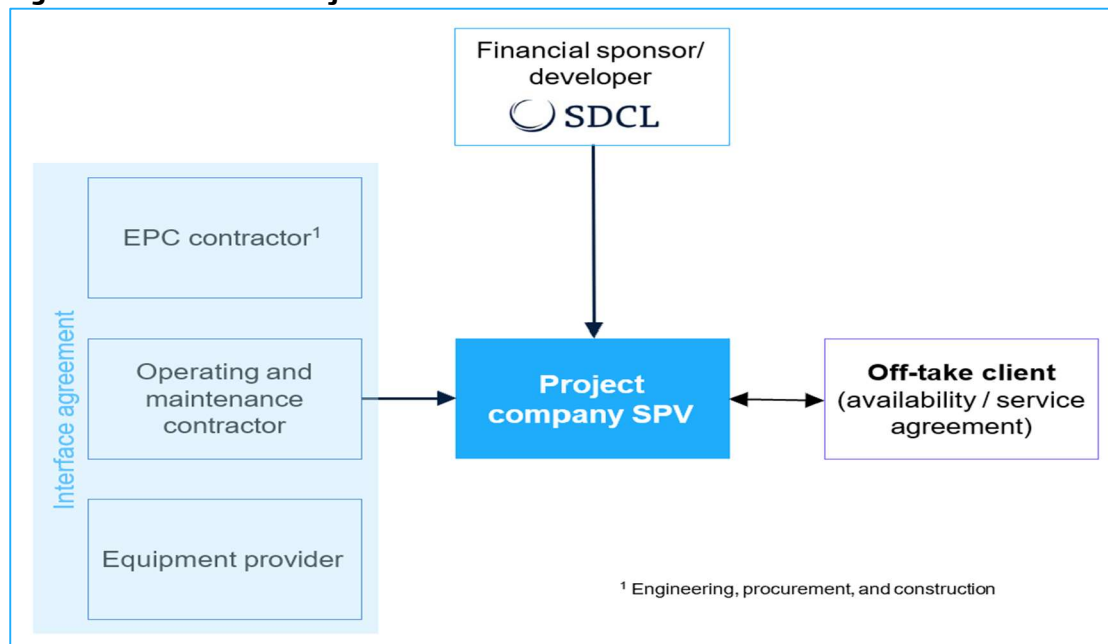 Financial sponsor/
developer
SDCL
Interface agreement
EPC contractor¹
Operating and
maintenance
contractor
Equipment provider
Project
company SPV
Off-take client
(availability / service
agreement)
¹ Engineering, procurement, and construction